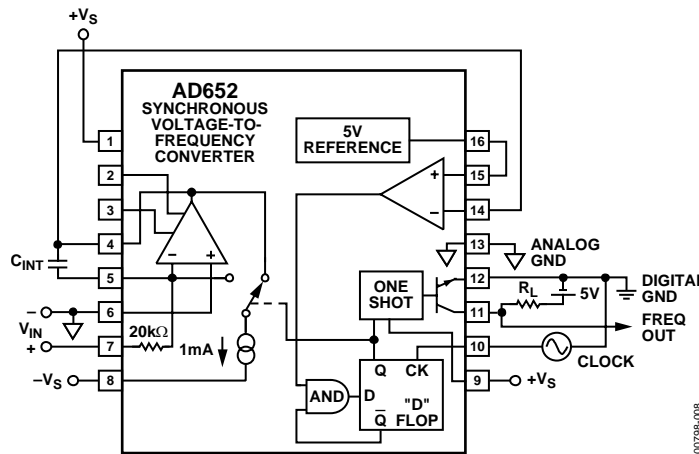 +VS
AD652
SYNCHRONOUS
VOLTAGE-TO-
FREQUENCY
CONVERTER
5V
REFERENCE
1
2
3
4
5
6
7
8
16
15
14
13
12
11
10
9
+
–
–
+
CINT
–
VIN
+
–VS
20kΩ
1mA
ANALOG
GND
ONE
SHOT
RL
5V
DIGITAL
GND
FREQ
OUT
CLOCK
+VS
AND
Q
CK
D
"D"
FLOP
Q̅
00798-008